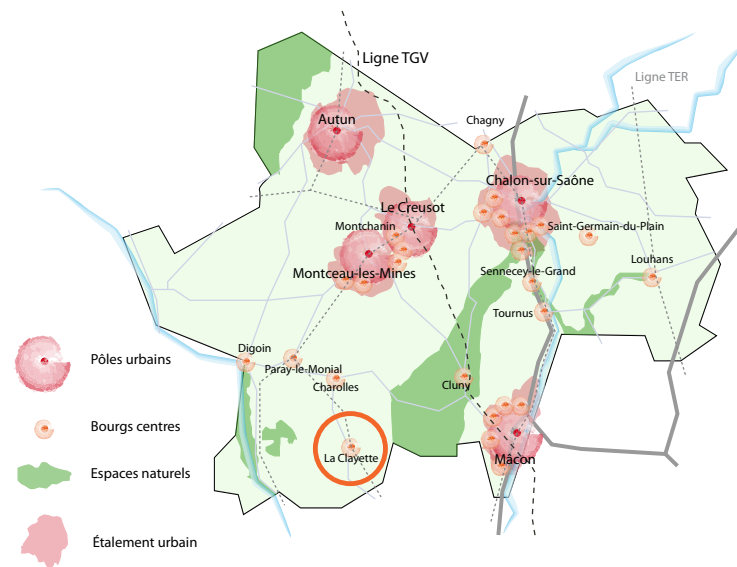 Ligne TGV
Ligne TER
Autun
Chagny
Chalon-sur-Saône
Le Creusot
Montchanin
Saint-Germain-du-Plain
Louhans
Montceau-les-Mines
Sennecey-le-Grand
Tournus
Digoin
Paray-le-Monial
Charolles
Cluny
La Clayette
Mâcon
Pôles urbains
Bourgs centres
Espaces naturels
Étalement urbain